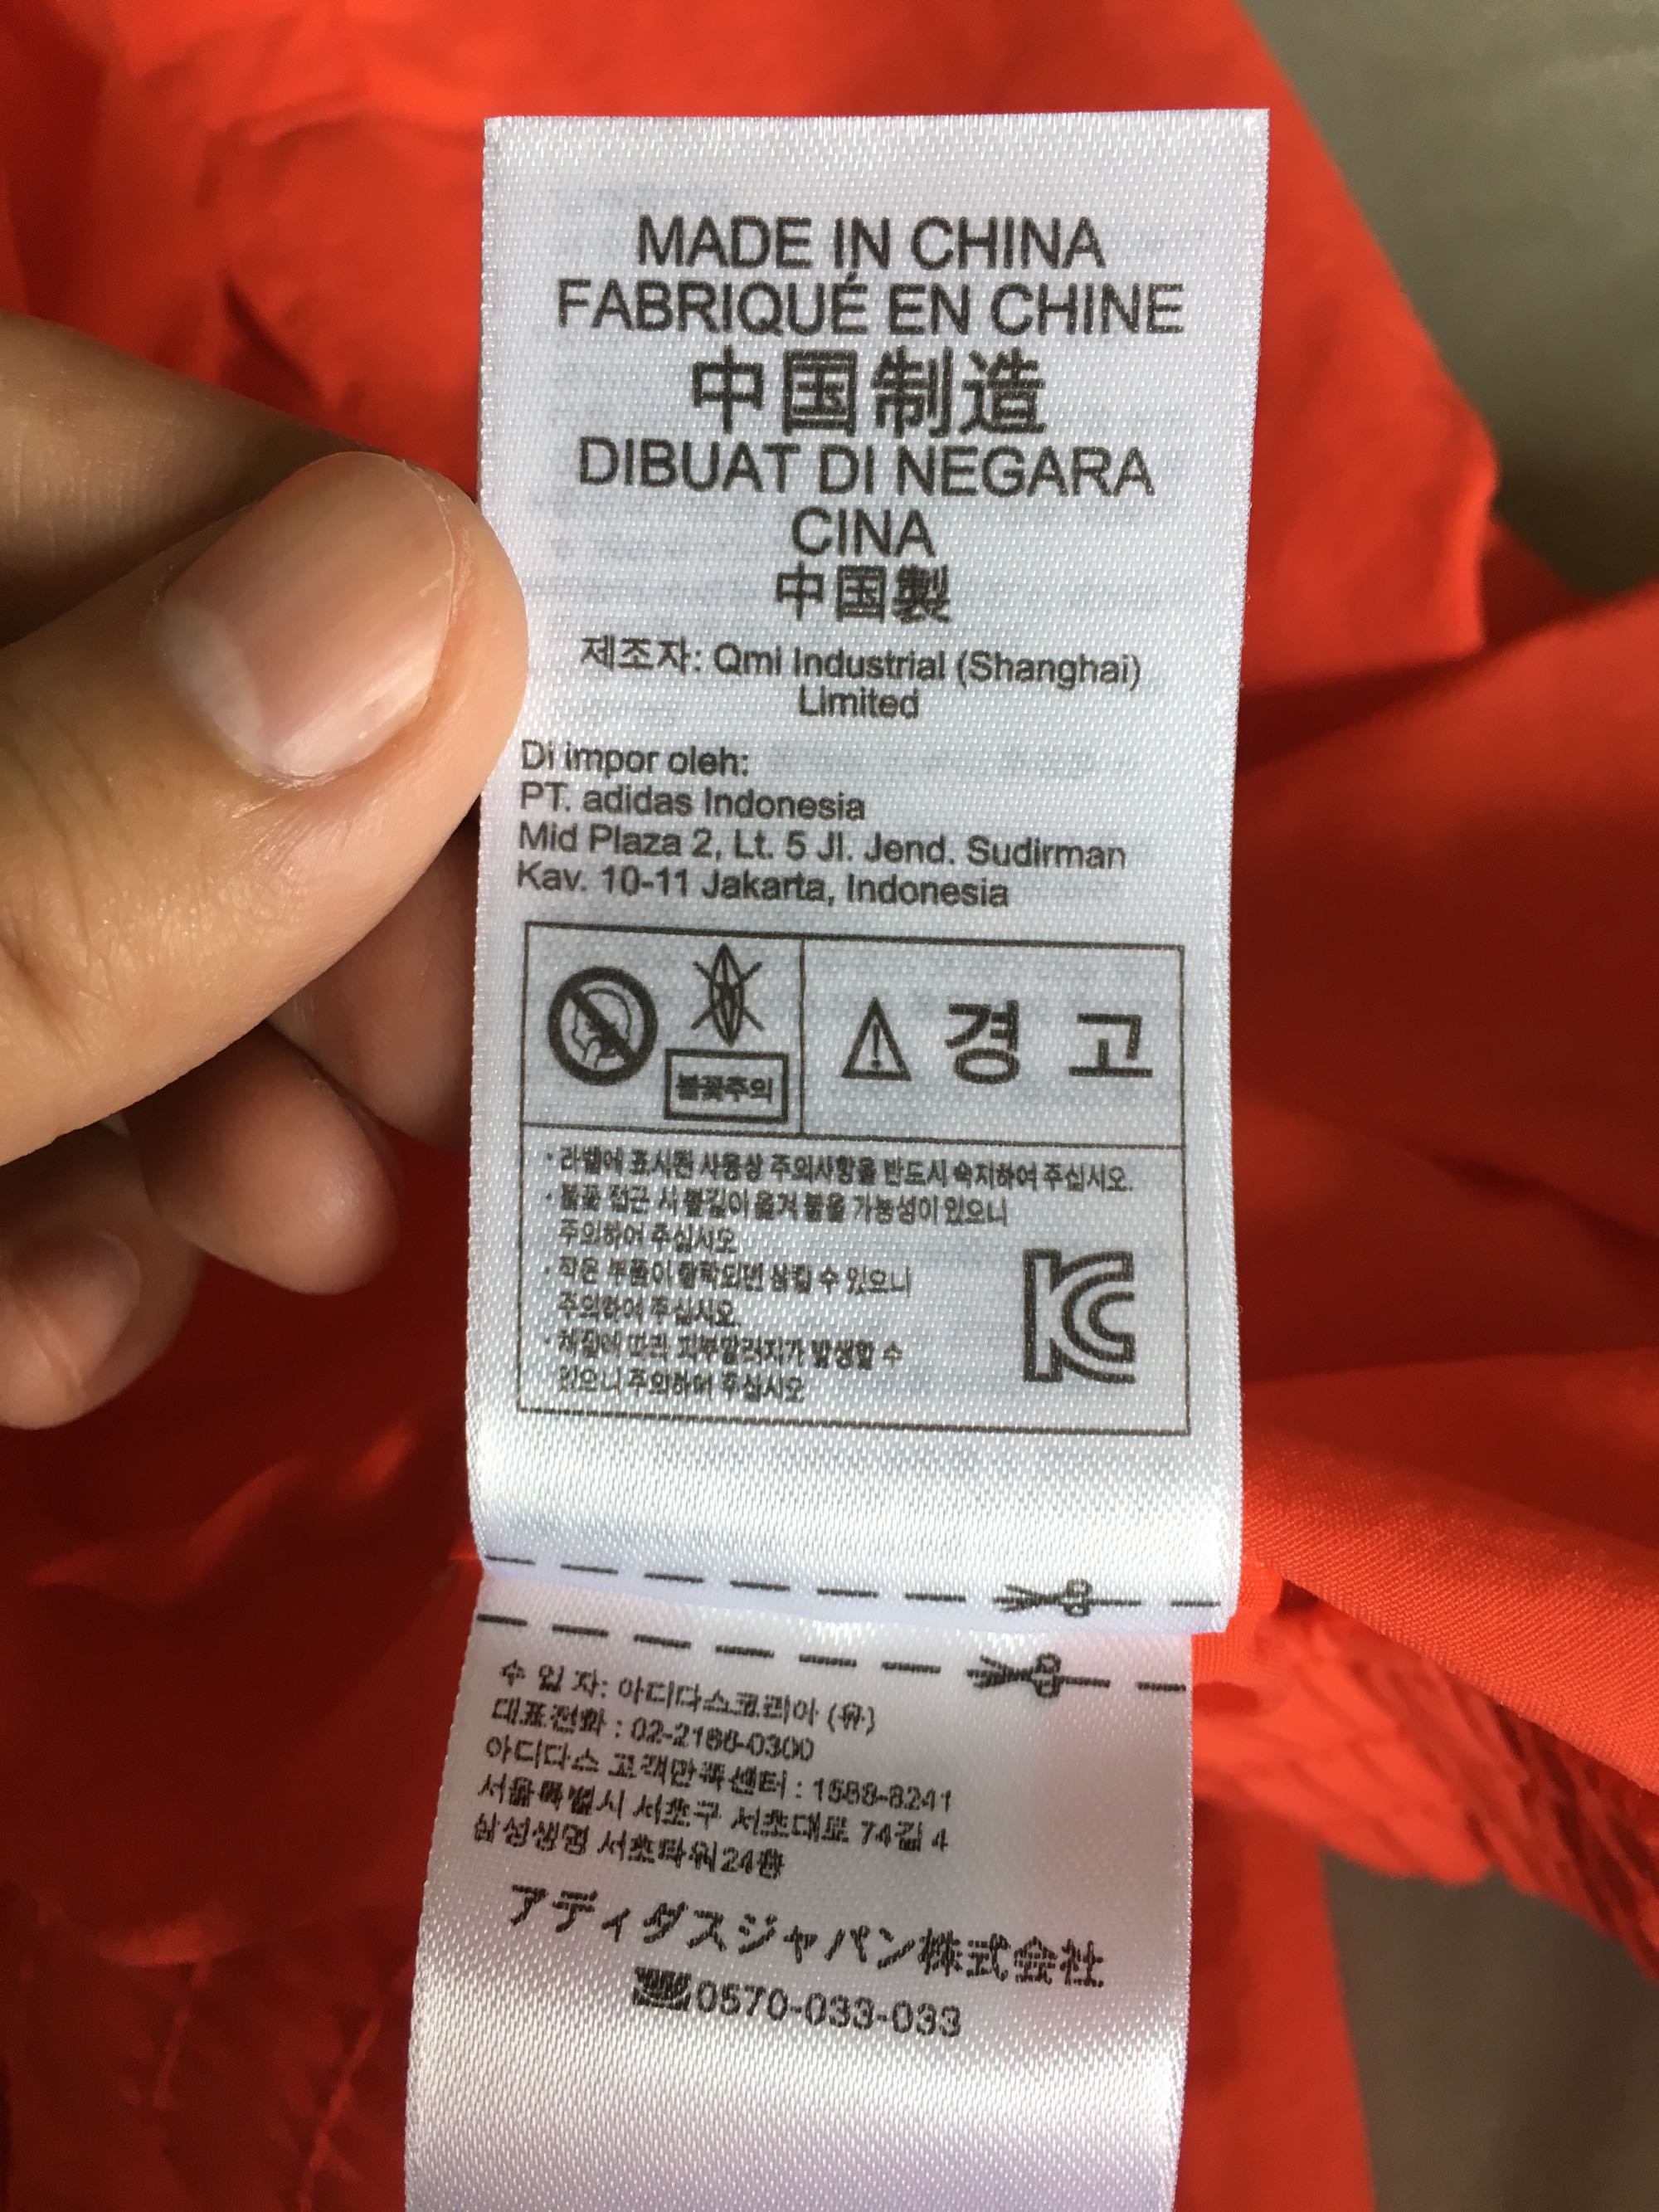 MADE IN CHINA
FABRIQUÉ EN CHINE
中国制造
DIBUAT DI NEGARA
CINA
中国製
제조자: Qmi Industrial (Shanghai)
Limited
Di impor oleh:
PT. adidas Indonesia
Mid Plaza 2, Lt. 5 Jl. Jend. Sudirman
Kav. 10-11 Jakarta, Indonesia
불꽃주의
경 고
· 라벨에 표시된 사용상 주의사항을 반드시 숙지하여 주십시오.
· 불꽃 접근 시 불길이 옮겨 붙을 가능성이 있으니
주의하여 주십시오
· 작은 부품이 탈락되면 삼킬 수 있으니
주의하여 주십시오.
· 체질에 따라 피부알러지가 발생할 수
있으니 주의하여 주십시오
수 입 자: 아디다스코리아 (유)
대표전화 : 02-2186-0300
아디다스 고객만족센터 : 1588-8241
서울특별시 서초구 서초대로 74길 4
삼성생명 서초타워 24층
アディダスジャパン株式会社
☎0570-033-033